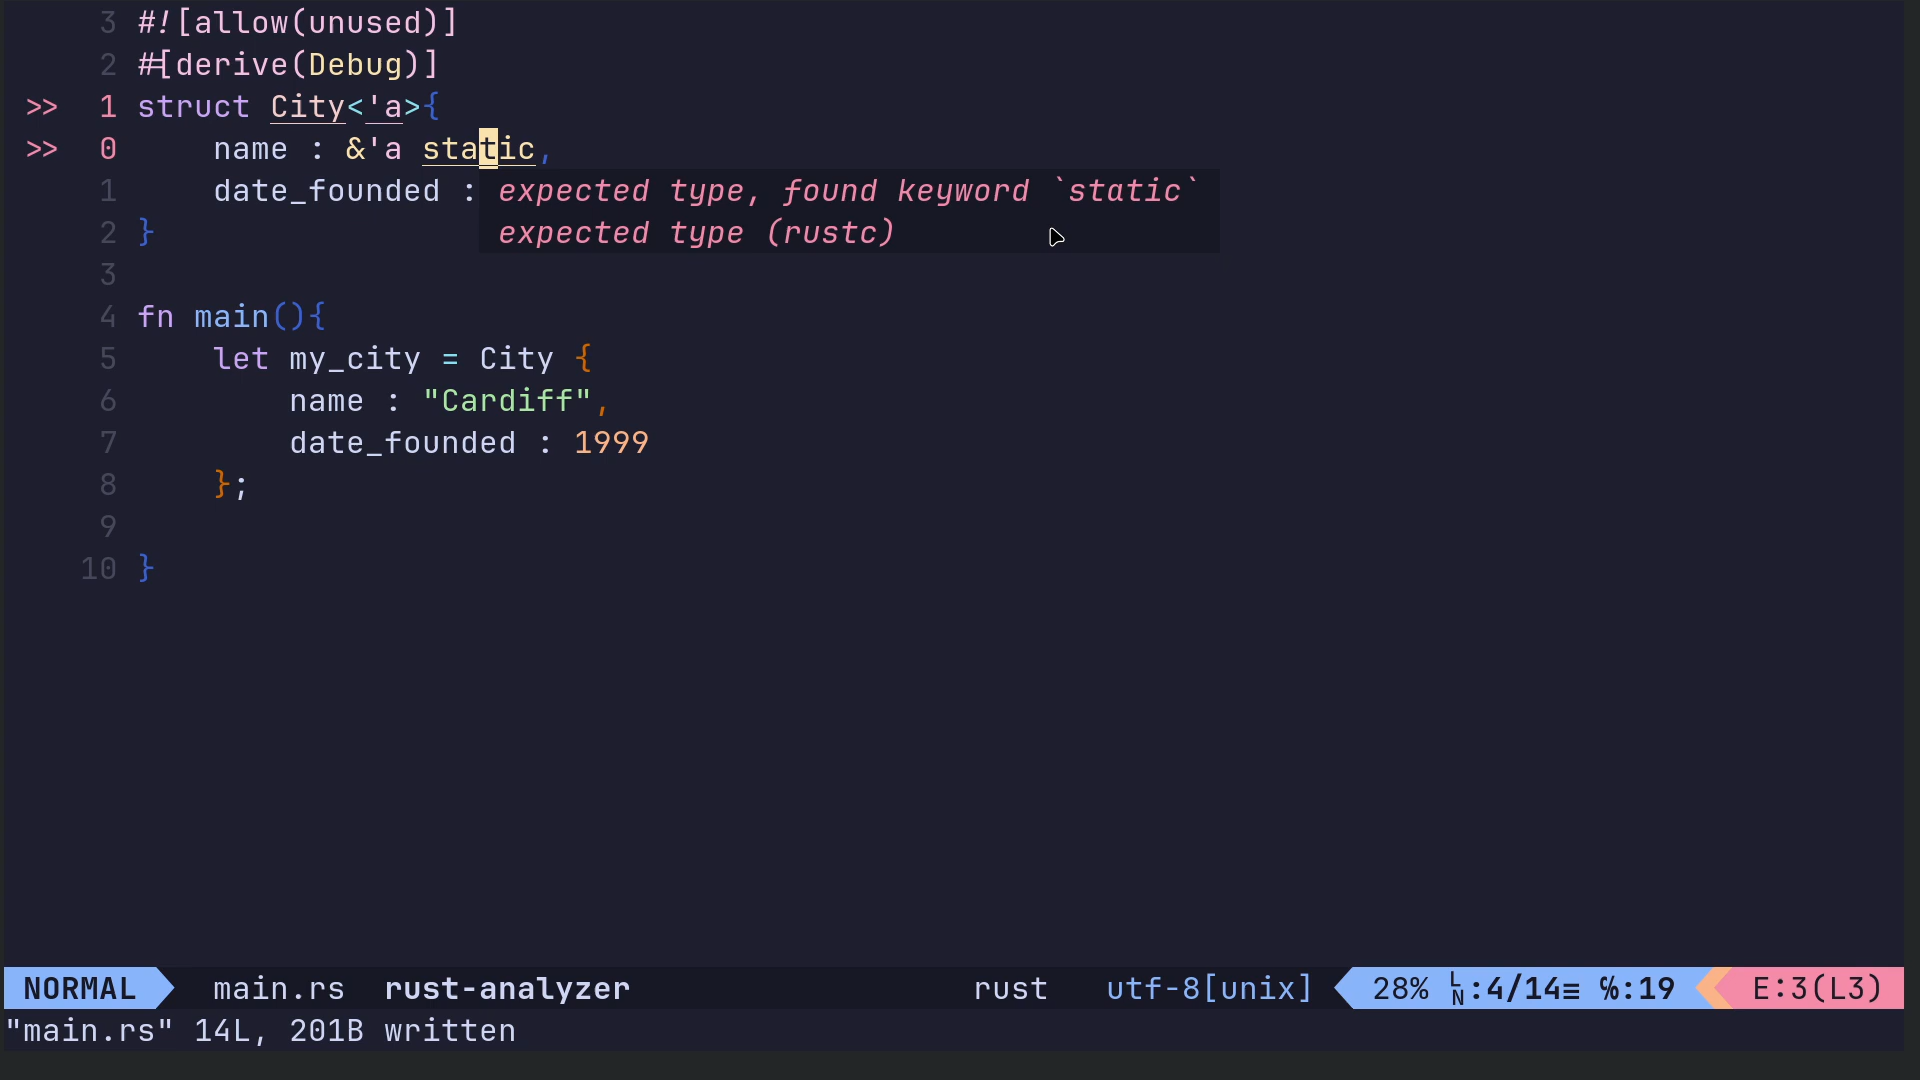 3 #![allow(unused)]
2 #[derive(Debug)]
>> 1 struct City<'a>{
>> 0     name : &'a static,
1     date_founded : expected type, found keyword `static`
2 } expected type (rustc)
3
4 fn main(){
5     let my_city = City {
6         name : "Cardiff",
7         date_founded : 1999
8     };
9
10 }
NORMAL main.rs rust-analyzer rust utf-8[unix] 28% LN:4/14≡ ℅:19 E:3(L3)
"main.rs" 14L, 201B written